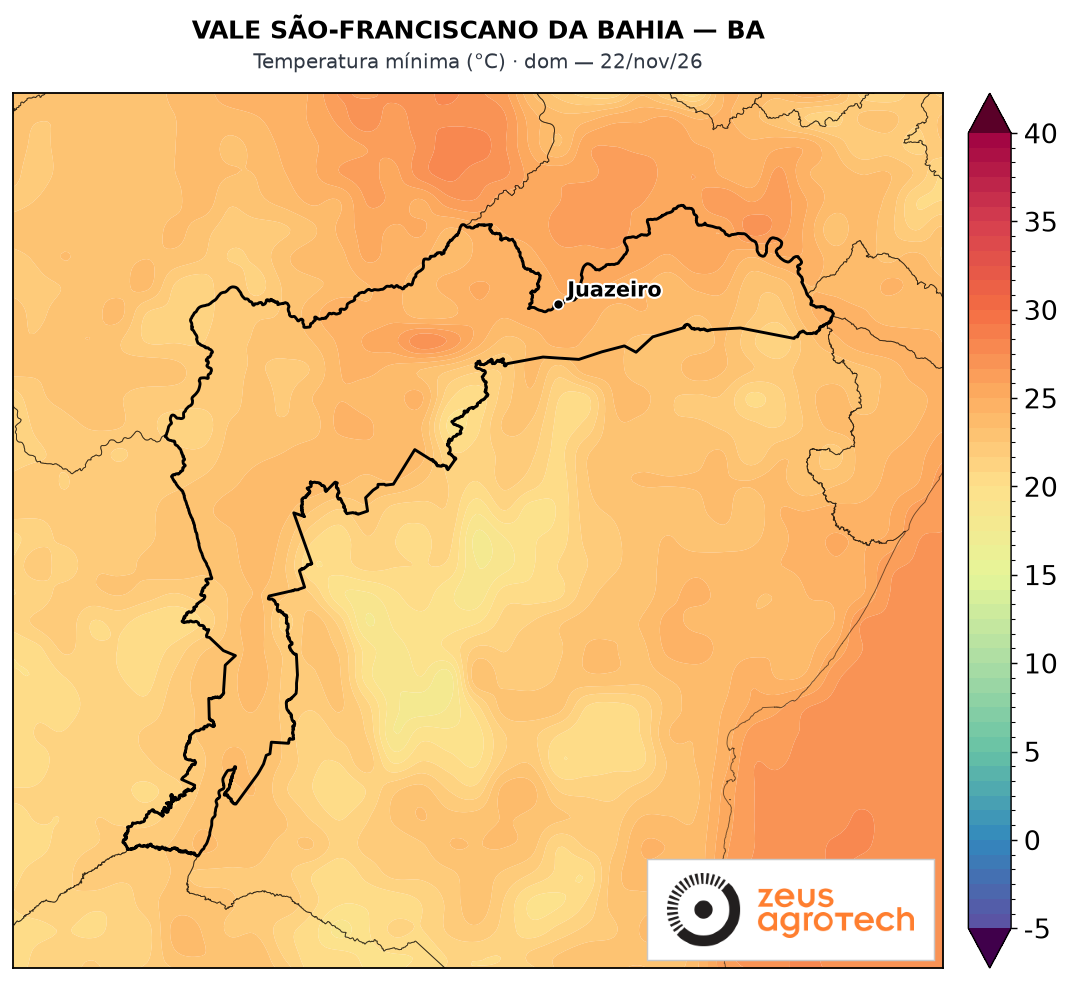 VALE SÃO-FRANCISCANO DA BAHIA — BA
Temperatura mínima (°C) · dom — 22/nov/26
Juazeiro
40
35
30
25
20
15
10
5
0
-5
zeus
agrotech